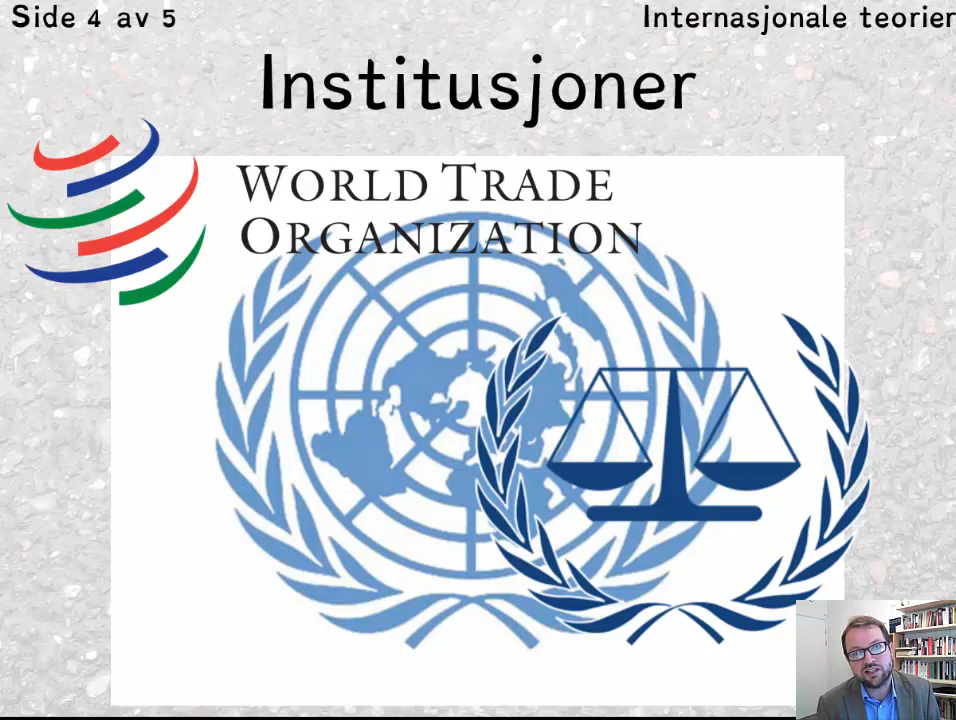 Side 4 av 5
Internasjonale teorier
Institusjoner
WORLD TRADE
ORGANIZATION